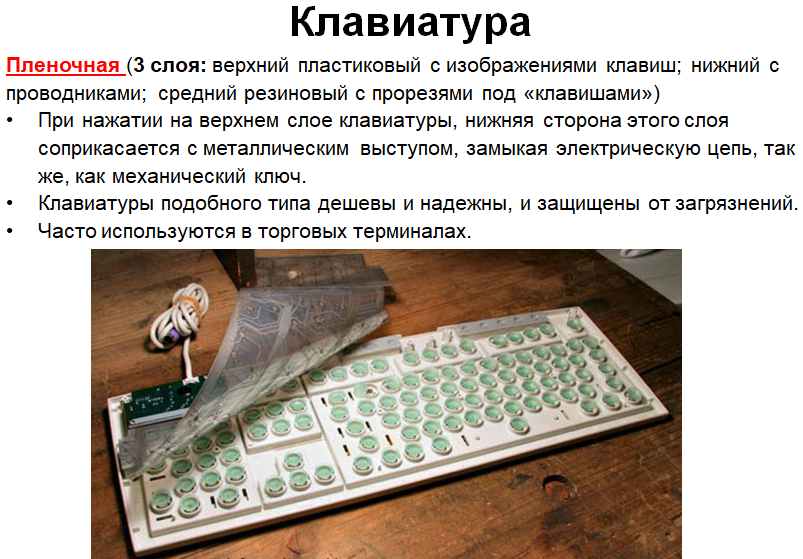 Клавиатура
Пленочная (3 слоя: верхний пластиковый с изображениями клавиш; нижний с
проводниками; средний резиновый с прорезями под «клавишами»)
• При нажатии на верхнем слое клавиатуры, нижняя сторона этого слоя
соприкасается с металлическим выступом, замыкая электрическую цепь, так
же, как механический ключ.
• Клавиатуры подобного типа дешевы и надежны, и защищены от загрязнений.
• Часто используются в торговых терминалах.